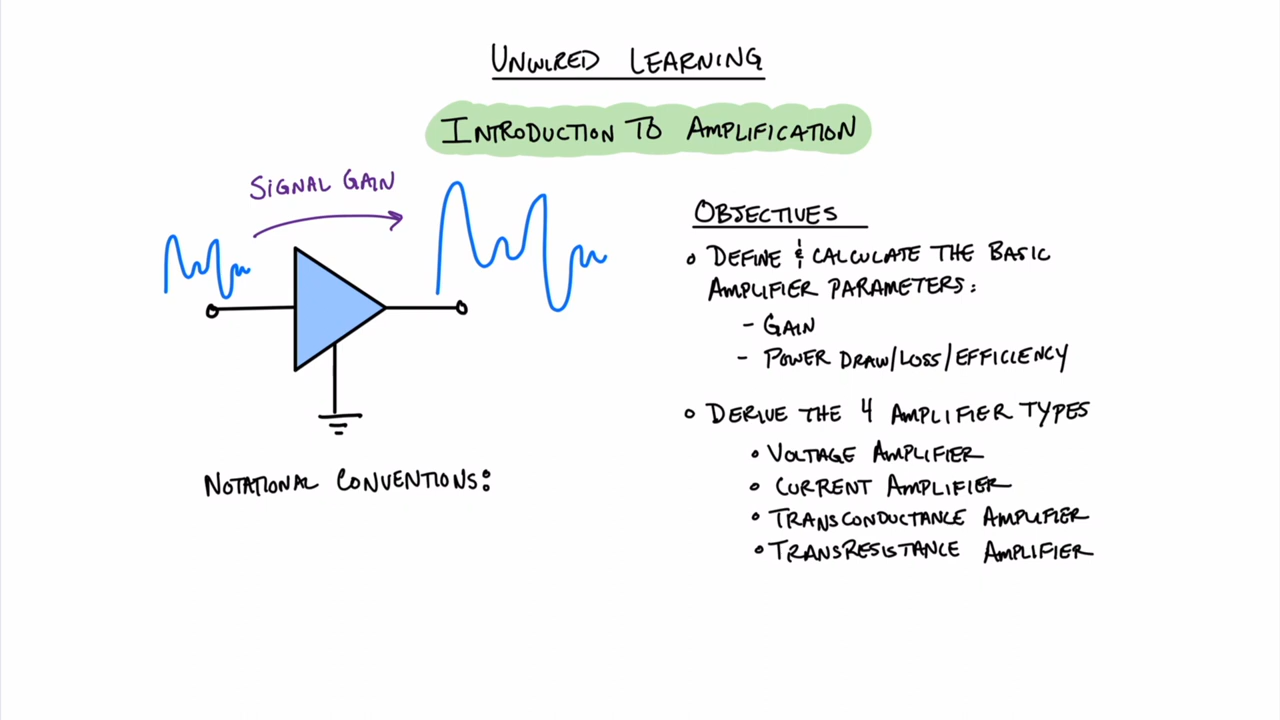 UNWIRED LEARNING
INTRODUCTION TO AMPLIFICATION
SIGNAL GAIN
NOTATIONAL CONVENTIONS:
OBJECTIVES
• DEFINE & CALCULATE THE BASIC
AMPLIFIER PARAMETERS:
- GAIN
- POWER DRAW/LOSS/EFFICIENCY
• DERIVE THE 4 AMPLIFIER TYPES
• VOLTAGE AMPLIFIER
• CURRENT AMPLIFIER
• TRANSCONDUCTANCE AMPLIFIER
• TRANSRESISTANCE AMPLIFIER